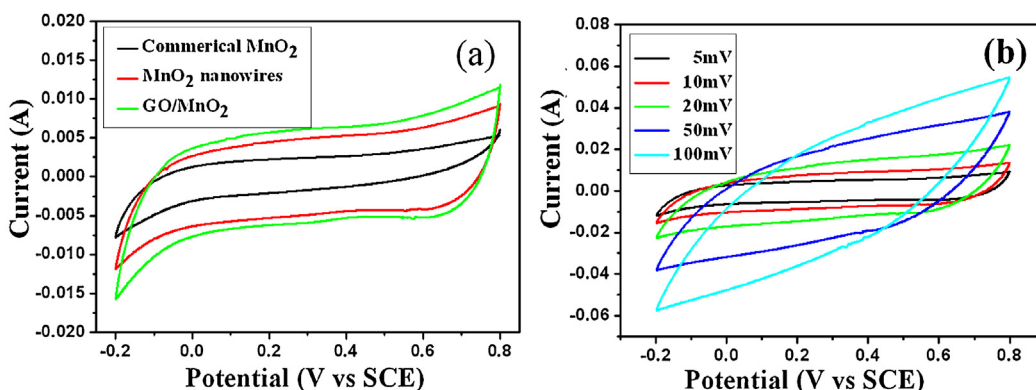 (a)
Commerical MnO₂
MnO₂ nanowires
GO/MnO₂
Current (A)
0.020
0.015
0.010
0.005
0.000
-0.005
-0.010
-0.015
-0.020
-0.2 0.0 0.2 0.4 0.6 0.8
Potential (V vs SCE)
(b)
5mV
10mV
20mV
50mV
100mV
Current (A)
0.08
0.06
0.04
0.02
0.00
-0.02
-0.04
-0.06
-0.2 0.0 0.2 0.4 0.6 0.8
Potential (V vs SCE)